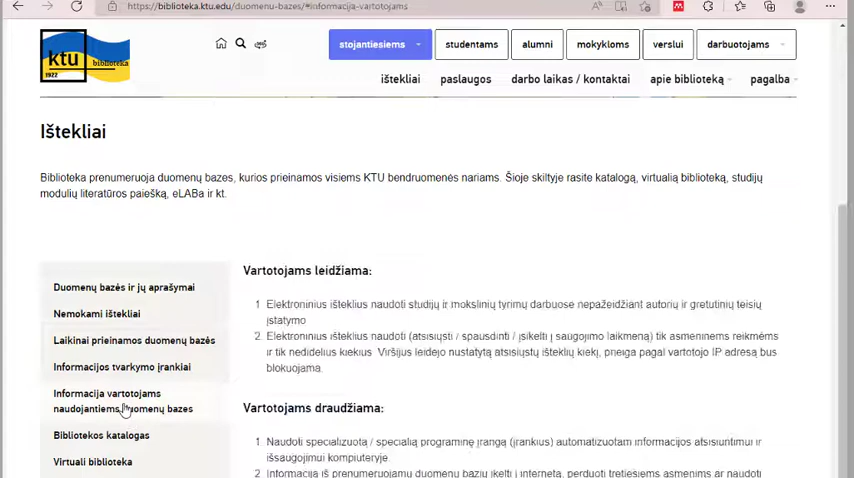 https://biblioteka.ktu.edu/duomenu-bazes/#informacija-vartotojams
ktu
1922
biblioteka
stojantiesiems
studentams
alumni
mokykloms
verslui
darbuotojams
ištekliai
paslaugos
darbo laikas / kontaktai
apie biblioteką
pagalba
Ištekliai
Biblioteka prenumeruoja duomenų bazes, kurios prieinamos visiems KTU bendruomenės nariams. Šioje skiltyje rasite katalogą, virtualią biblioteką, studijų
modulių literatūros paiešką, eLABa ir kt.
Duomenų bazės ir jų aprašymai
Nemokami ištekliai
Laikinai prieinamos duomenų bazės
Informacijos tvarkymo įrankiai
Informacija vartotojams
naudojantiems duomenų bazes
Bibliotekos katalogas
Virtuali biblioteka
Vartotojams leidžiama:
1 Elektroninius išteklius naudoti studijų ir mokslinių tyrimų darbuose nepažeidžiant autorių ir gretutinių teisių
įstatymo
2 Elektroninius išteklius naudoti (atsisiųsti / spausdinti / įsikelti į saugojimo laikmeną) tik asmeninėms reikmėms
ir tik nedidelius kiekius. Viršijus leidėjo nustatytą atsisiųstų išteklių kiekį, prieiga pagal vartotojo IP adresą bus
blokuojama.
Vartotojams draudžiama:
1 Naudoti specializuotą / specialią programinę įrangą (įrankius) automatizuotam informacijos atsisiuntimui ir
išsaugojimui kompiuteryje.
2 Informaciją iš prenumeruojamų duomenų bazių įkelti į internetą, perduoti tretiesiems asmenims ar naudoti